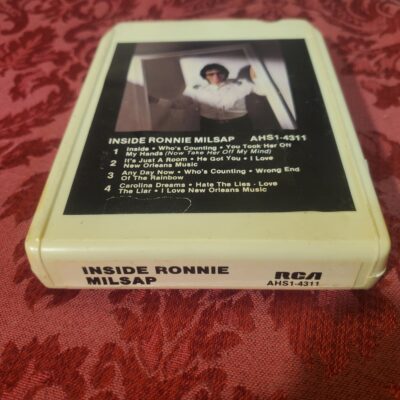 INSIDE RONNIE MILSAP AHS1-4311
1 Inside • Who's Counting • You Took Her Off
My Hands (Now Take Her Off My Mind)
2 It's Just A Room • He Got You • I Love
New Orleans Music
3 Any Day Now • Who's Counting • Wrong End
Of The Rainbow
4 Carolina Dreams • Hate The Lies - Love
The Liar • I Love New Orleans Music
INSIDE RONNIE
MILSAP
RCA
AHS1-4311